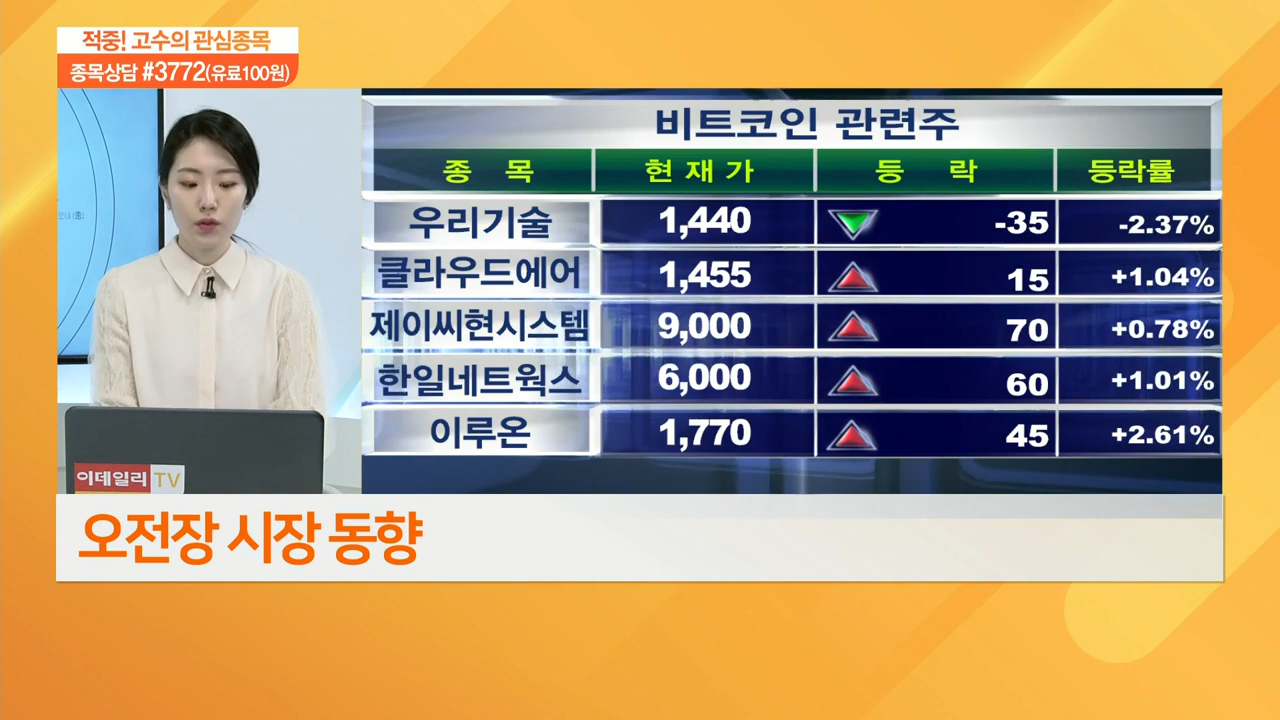 적중! 고수의 관심종목
종목상담 #3772(유료100원)
비트코인 관련주
종 목 현 재 가 등 락 등락률
우리기술 1,440 -35 -2.37%
클라우드에어 1,455 15 +1.04%
제이씨현시스템 9,000 70 +0.78%
한일네트웍스 6,000 60 +1.01%
이루온 1,770 45 +2.61%
이데일리 TV
오전장 시장 동향